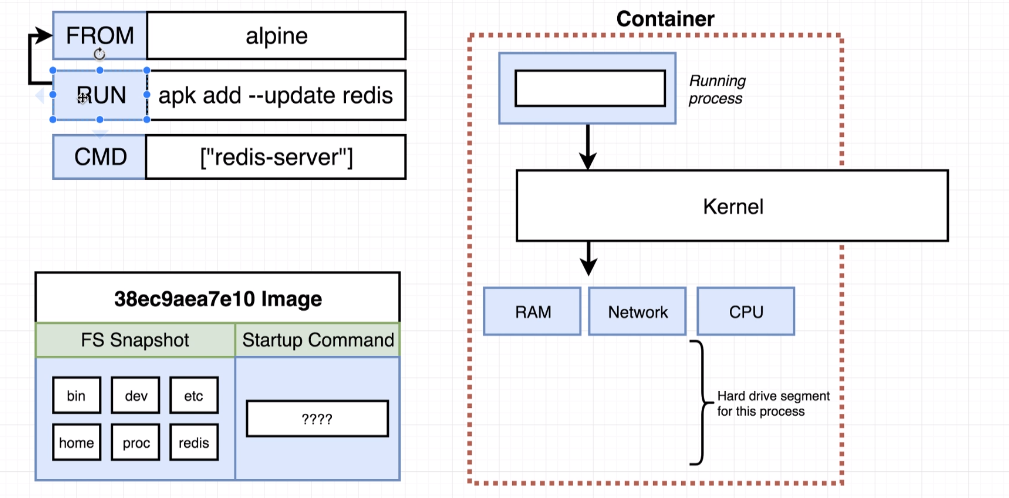 FROM alpine
RUN apk add --update redis
CMD ["redis-server"]
38ec9aea7e10 Image
FS Snapshot Startup Command
bin dev etc
home proc redis
????
Container
Running
process
Kernel
RAM Network CPU
Hard drive segment
for this process